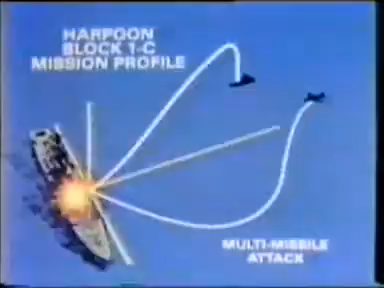 HARPOON
BLOCK 1-C
MISSION PROFILE
MULTI-MISSILE
ATTACK